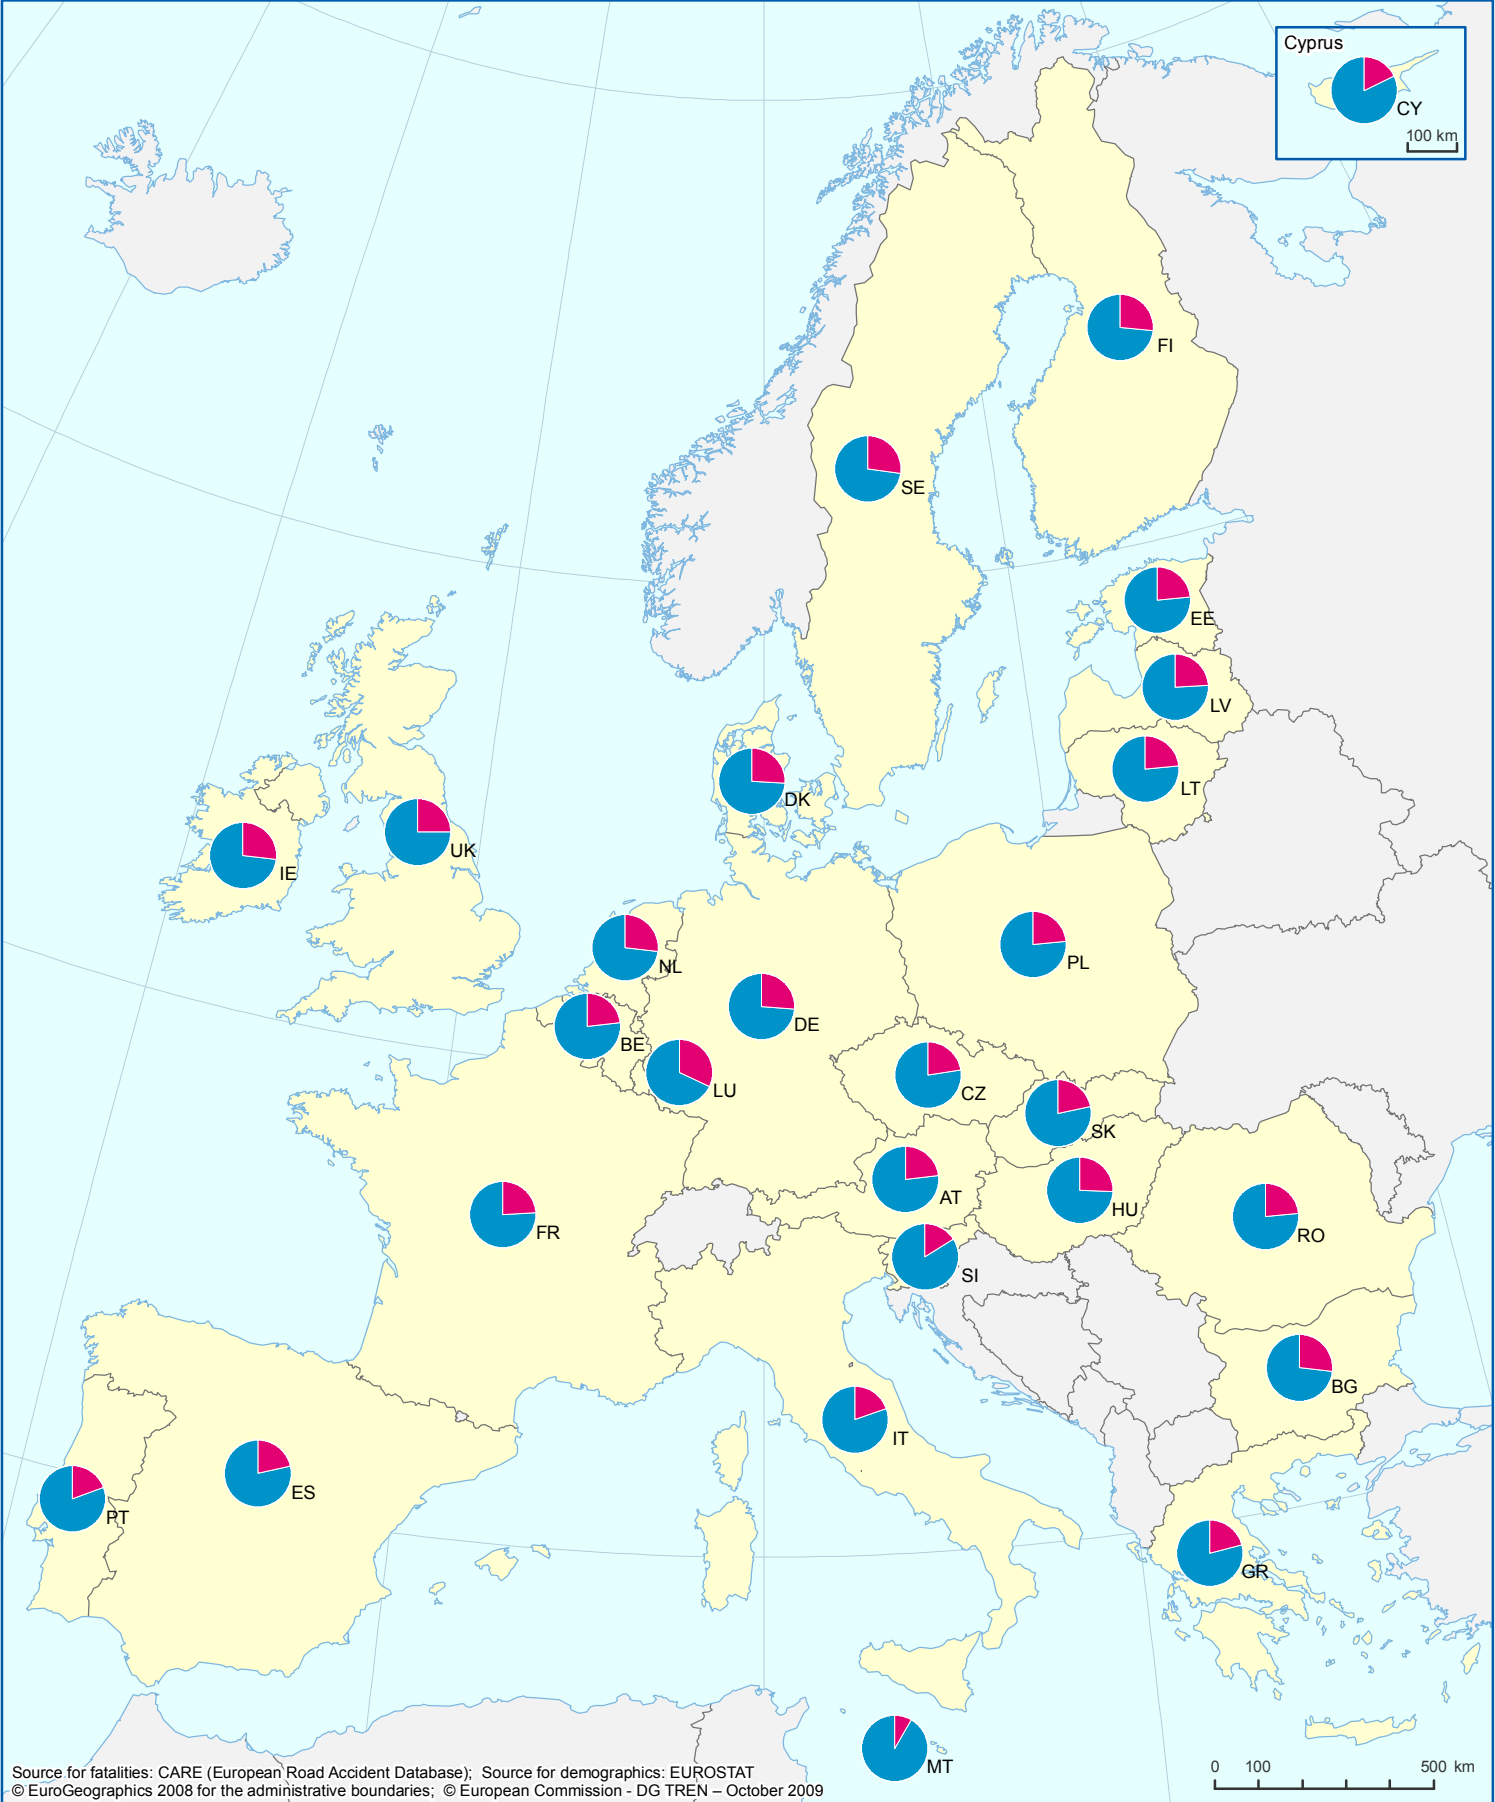 Cyprus
CY
100 km
FI
SE
EE
LV
LT
DK
UK
IE
NL
PL
DE
BE
LU
CZ
SK
AT
HU
FR
RO
SI
BG
IT
ES
PT
GR
MT
0 100 500 km
Source for fatalities: CARE (European Road Accident Database); Source for demographics: EUROSTAT
© EuroGeographics 2008 for the administrative boundaries; © European Commission - DG TREN – October 2009